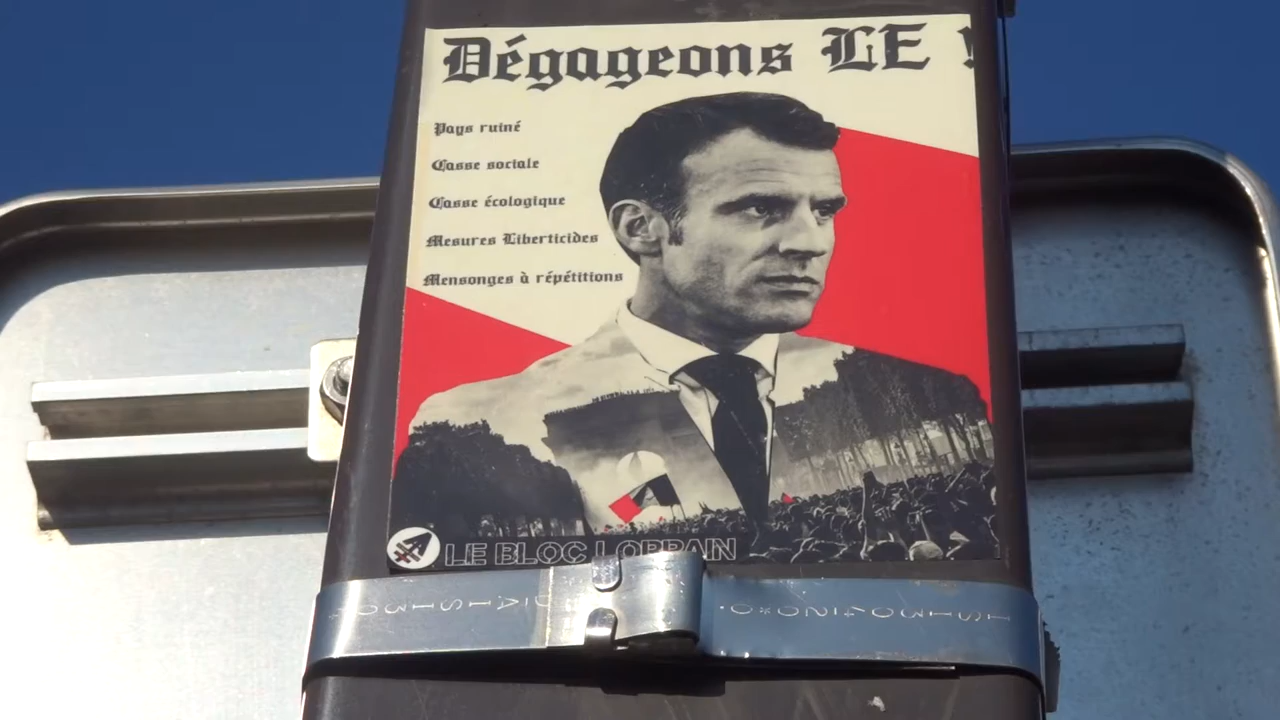 Dégageons LE !
Pays ruiné
Casse sociale
Casse écologique
Mesures Liberticides
Mensonges à répétitions
LE BLOC LORRAIN